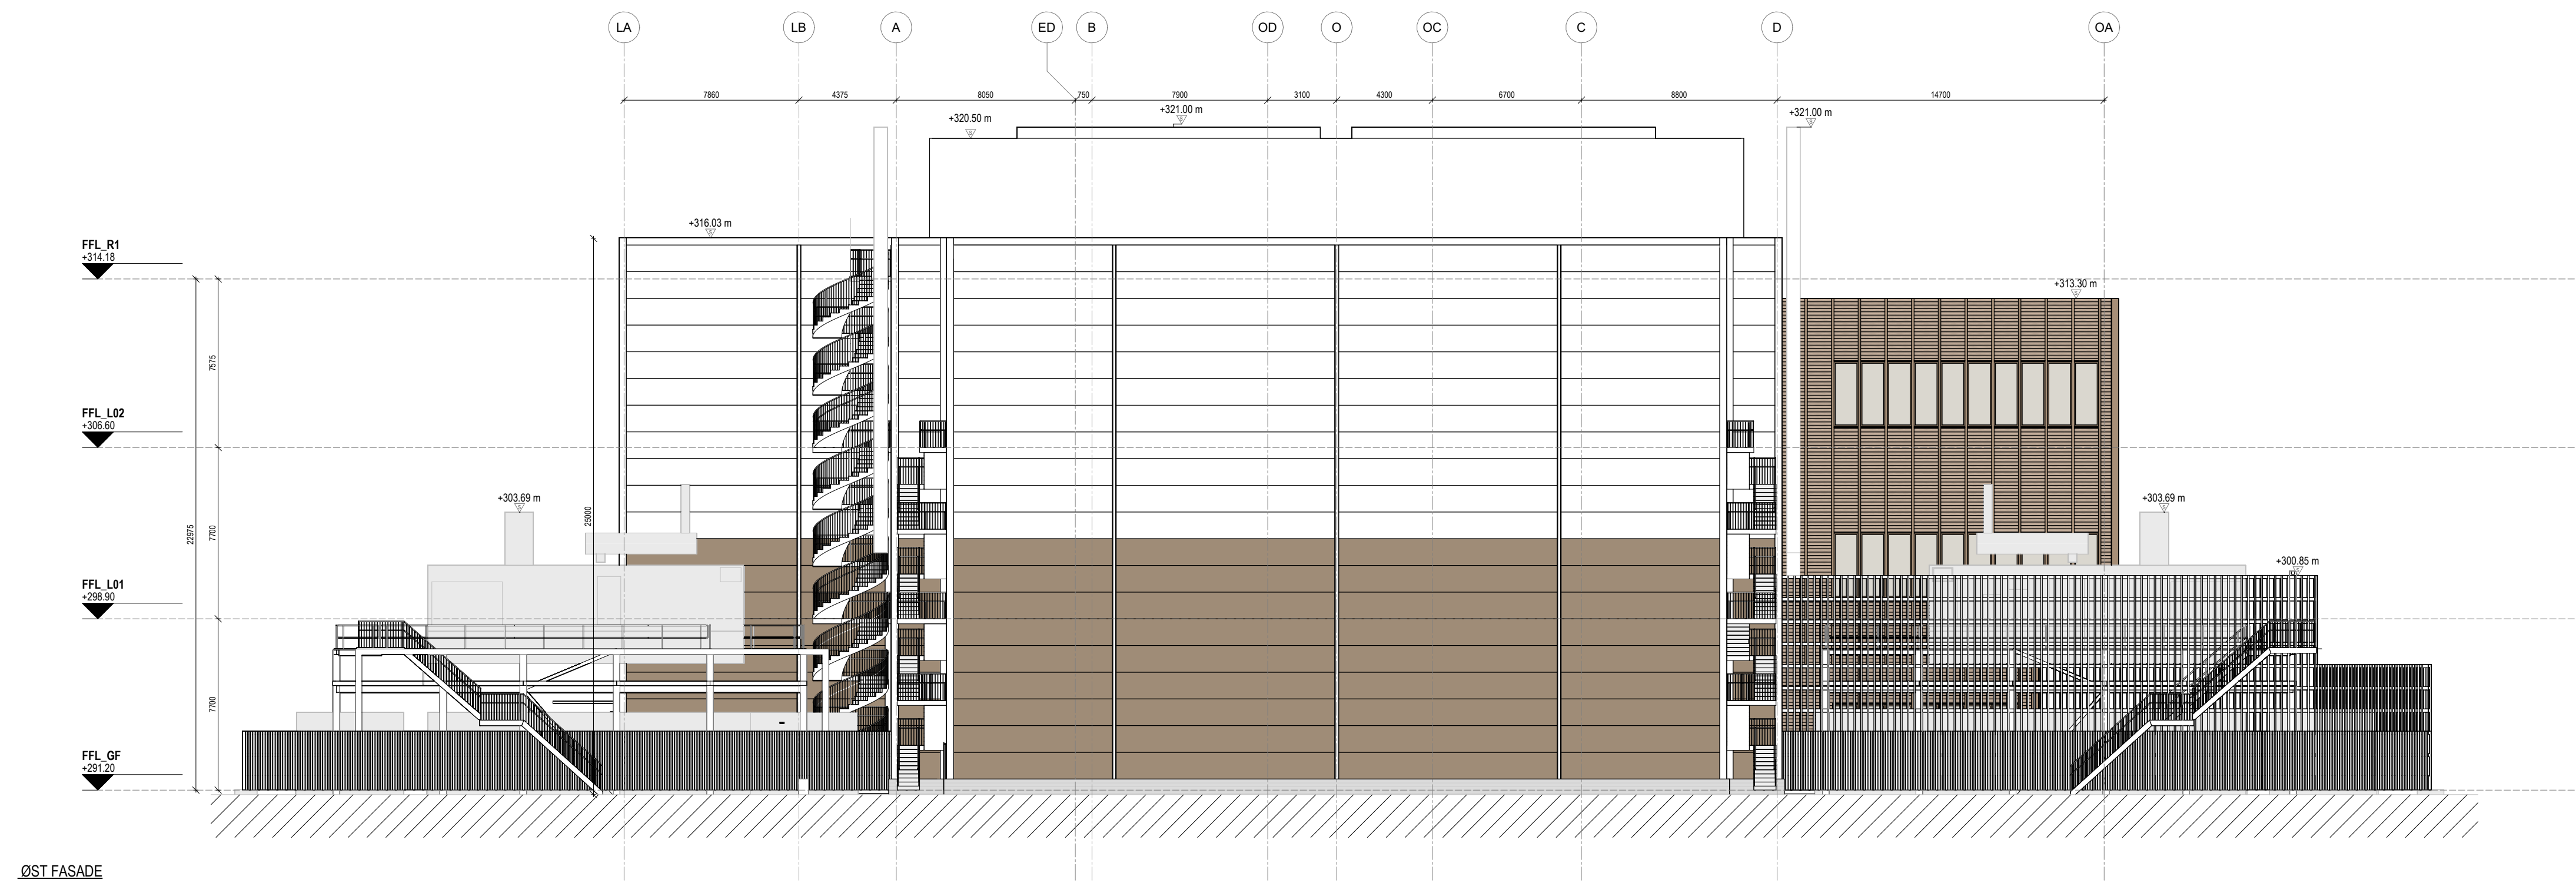 LA LB A ED B OD O OC C D OA
7860 4375 8050 750 7900 3100 4300 6700 8800 14700
+320.50 m +321.00 m +321.00 m
+316.03 m
FFL_R1
+314.18
+313.30 m
7575
FFL_L02
+306.60
+303.69 m +303.69 m
22975 7700 25000
+300.85 m
FFL_L01
+298.90
7700
FFL_GF
+291.20
ØST FASADE